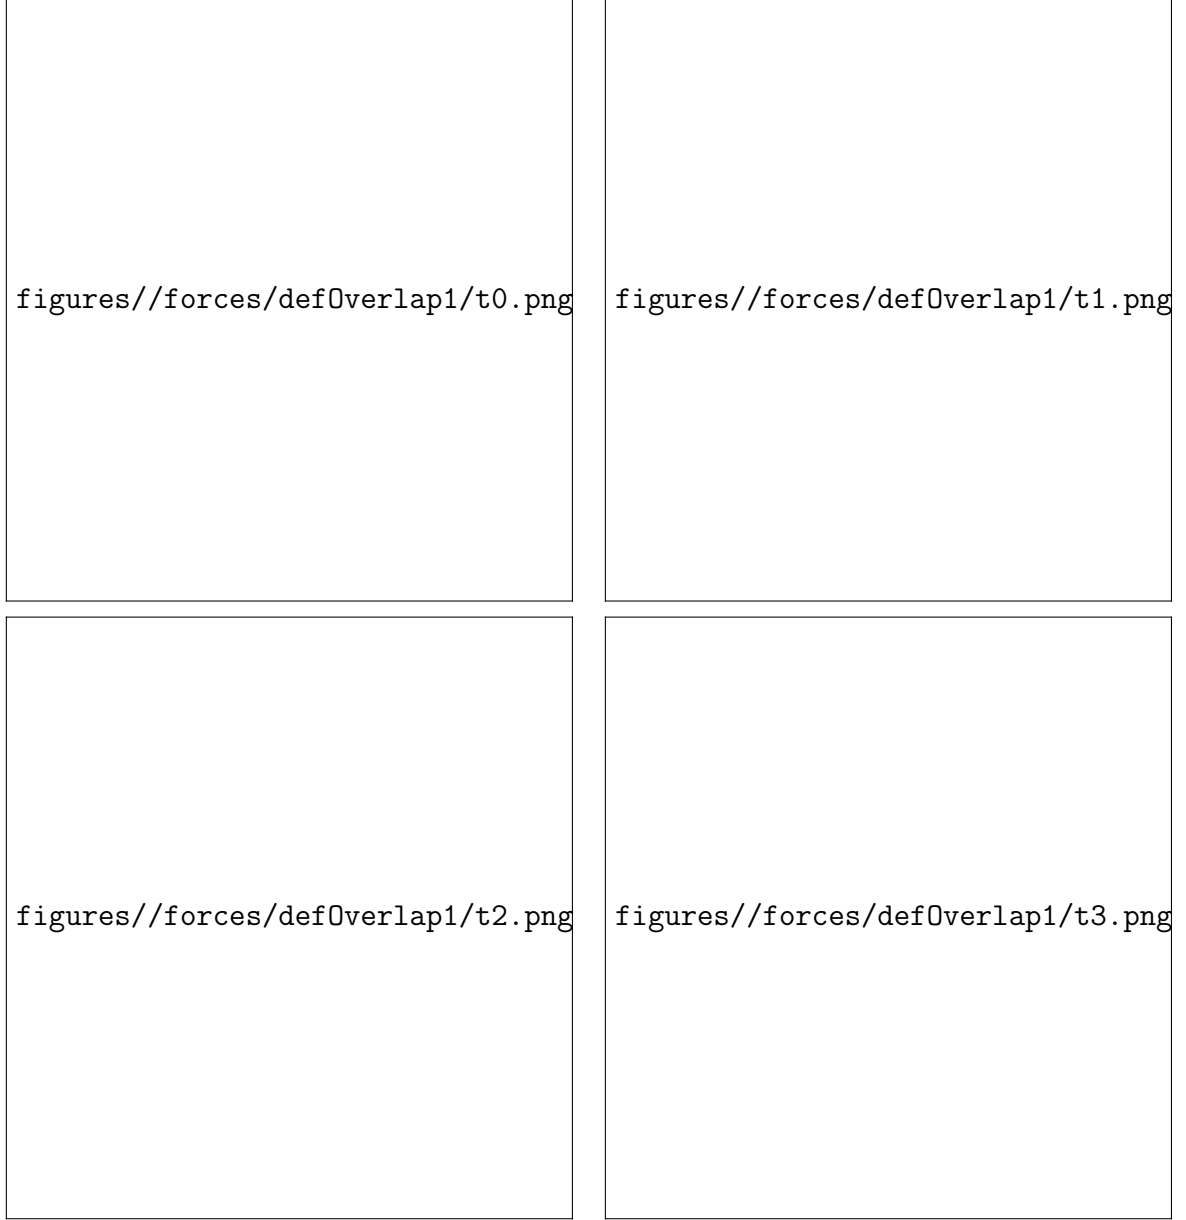 figures//forces/defOverlap1/t0.png
figures//forces/defOverlap1/t1.png
figures//forces/defOverlap1/t2.png
figures//forces/defOverlap1/t3.png